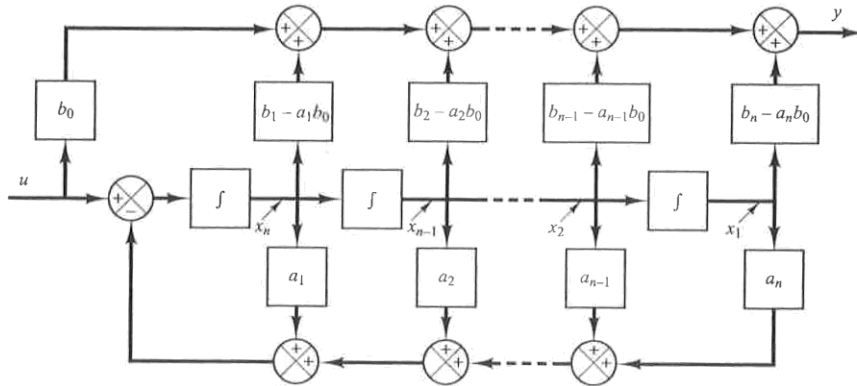 y
+ +
+ +
+ +
+ +
b₀
b₁ − a₁b₀
b₂ − a₂b₀
bₙ₋₁ − aₙ₋₁b₀
bₙ − aₙb₀
u
+ −
∫
xₙ
∫
xₙ₋₁
x₂
∫
x₁
a₁
a₂
aₙ₋₁
aₙ
+ +
+ +
+ +